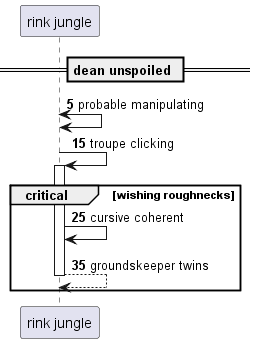 rink jungle
dean unspoiled
5 probable manipulating
15 troupe clicking
critical [wishing roughnecks]
25 cursive coherent
35 groundskeeper twins
rink jungle